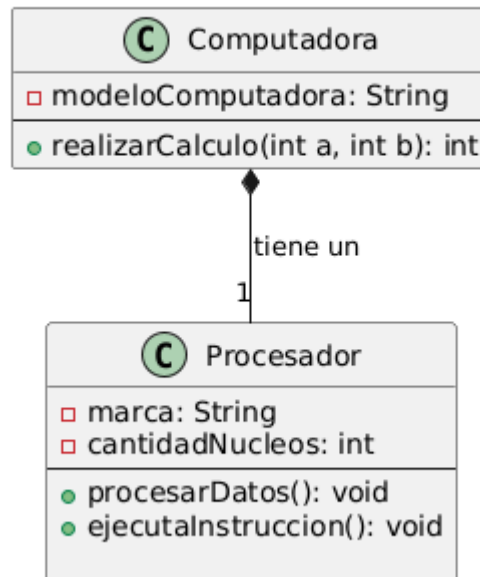 C Computadora
modeloComputadora: String
realizarCalculo(int a, int b): int
tiene un
1
C Procesador
marca: String
cantidadNucleos: int
procesarDatos(): void
ejecutaInstruccion(): void